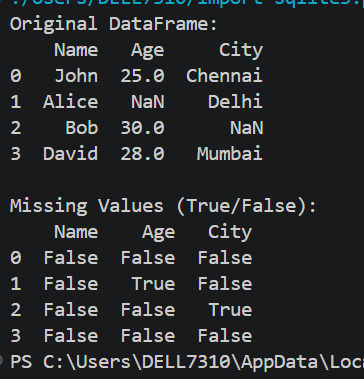 :/Users/DELL7310/import sqlite3.p
Original DataFrame:
    Name   Age     City
0   John  25.0  Chennai
1  Alice   NaN    Delhi
2    Bob  30.0      NaN
3  David  28.0   Mumbai

Missing Values (True/False):
    Name    Age   City
0  False  False  False
1  False   True  False
2  False  False   True
3  False  False  False
PS C:\Users\DELL7310\AppData\Loca